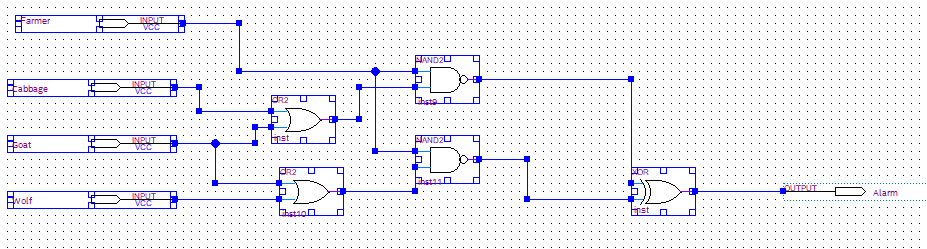 Farmer
INPUT
VCC
Cabbage
INPUT
VCC
Goat
INPUT
VCC
Wolf
INPUT
VCC
OR2
inst
OR2
inst10
NAND2
inst9
NAND2
inst11
XOR
inst
OUTPUT
Alarm